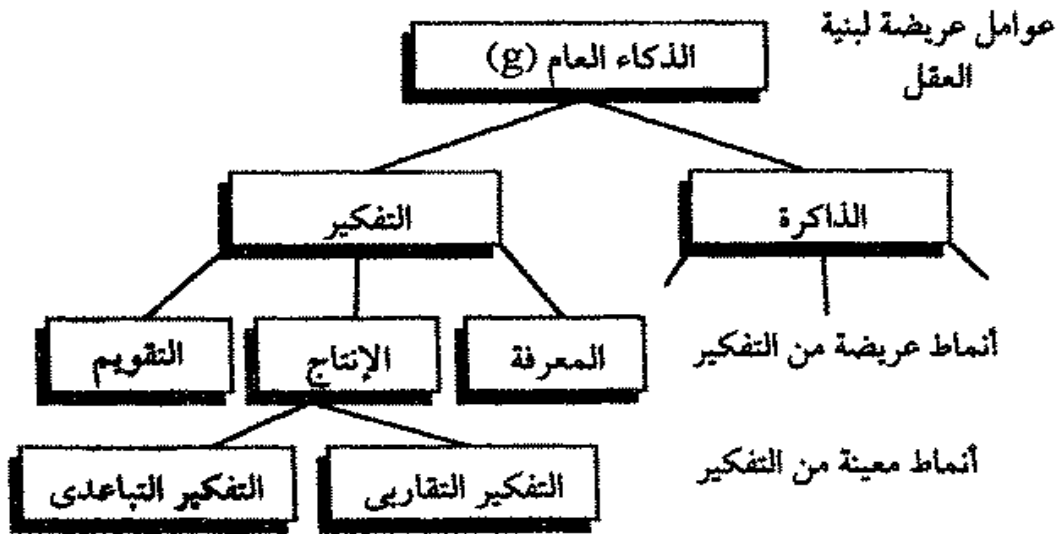 عوامل عريضة لبنية
العقل
الذكاء العام (g)
الذاكرة
التفكير
أنماط عريضة من التفكير
المعرفة
الإنتاج
التقويم
أنماط معينة من التفكير
التفكير التقاربى
التفكير التباعدى